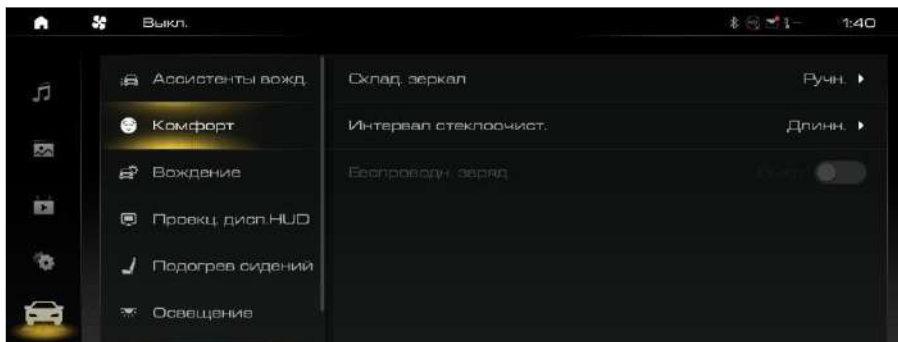 Выкл.
1:40
Ассистенты вожд.
Склад. зеркал
Ручн.
Комфорт
Интервал стеклоочист.
Длинн.
Вождение
Беспроводн. заряд.
Проекц. дисп.HUD
Подогрев сидений
Освещение